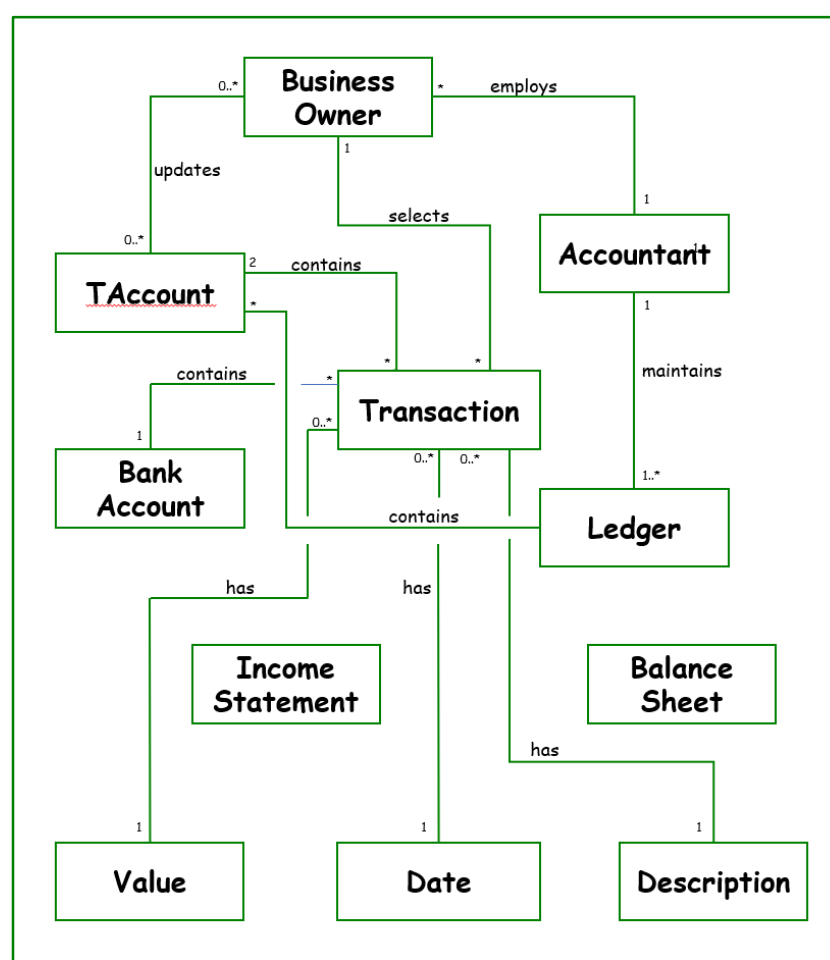 Business
Owner
0..*
*
employs
1
updates
selects
1
0..*
Accountant
1
TAccount
2
contains
*
1
*
*
maintains
contains
*
Transaction
0..*
1
0..*
0..*
1..*
Bank
Account
contains
Ledger
has
has
Income
Statement
Balance
Sheet
has
1
1
1
Value
Date
Description